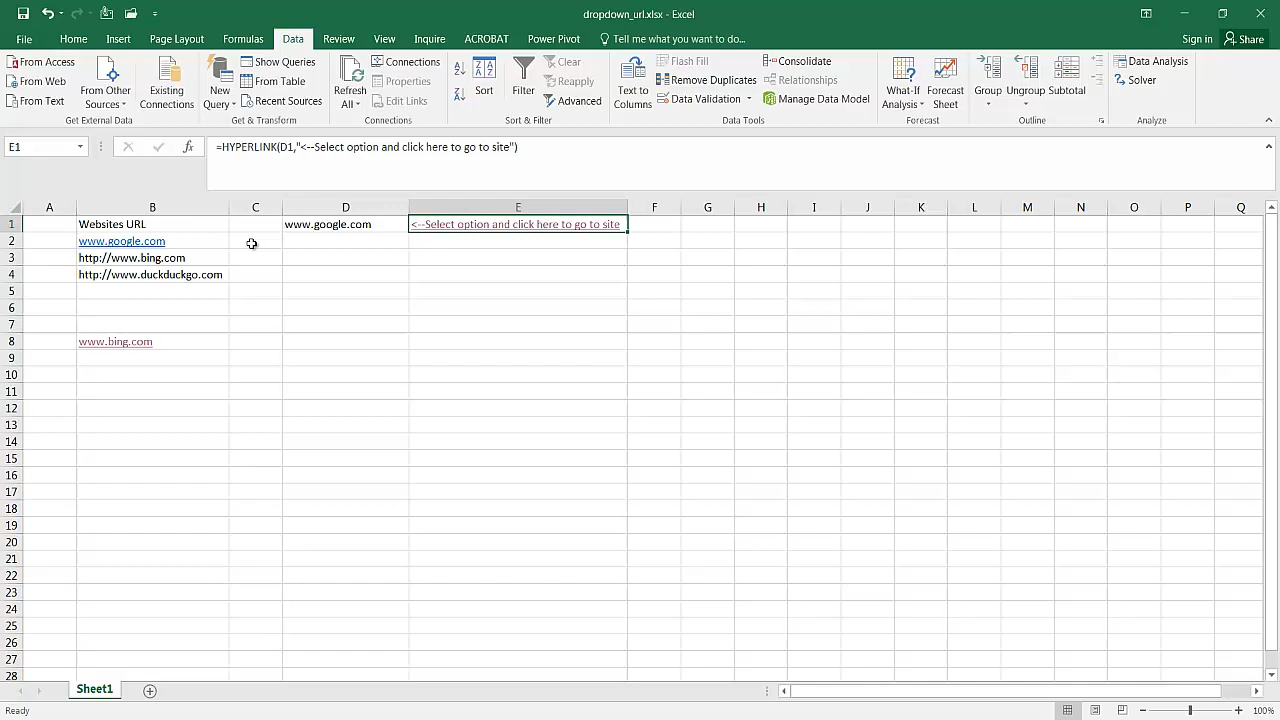 dropdown_url.xlsx - Excel
File Home Insert Page Layout Formulas Data Review View Inquire ACROBAT Power Pivot Tell me what you want to do... Sign in Share
From Access
From Web
From Text
From Other Sources
Existing Connections
Get External Data
New Query
Show Queries
From Table
Recent Sources
Get & Transform
Refresh All
Connections
Properties
Edit Links
Connections
Sort
Filter
Clear
Reapply
Advanced
Sort & Filter
Text to Columns
Flash Fill
Remove Duplicates
Data Validation
Consolidate
Relationships
Manage Data Model
Data Tools
What-If Analysis
Forecast Sheet
Forecast
Group
Ungroup
Subtotal
Outline
Data Analysis
Solver
Analyze
E1 fx =HYPERLINK(D1,"<--Select option and click here to go to site")
A B C D E F G H I J K L M N O P Q
1 Websites URL www.google.com <--Select option and click here to go to site
2 www.google.com
3 http://www.bing.com
4 http://www.duckduckgo.com
5
6
7
8 www.bing.com
9
10
11
12
13
14
15
16
17
18
19
20
21
22
23
24
25
26
27
28
Sheet1
Ready 100%